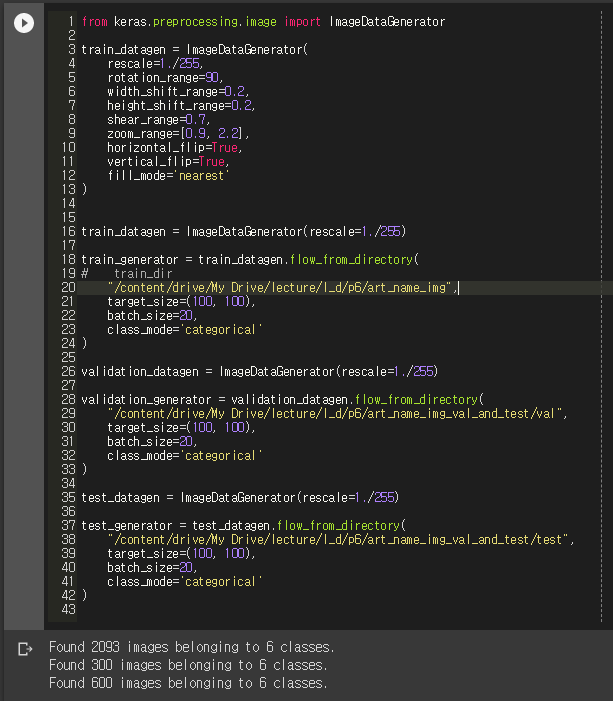 1 from keras.preprocessing.image import ImageDataGenerator
2
3 train_datagen = ImageDataGenerator(
4     rescale=1./255,
5     rotation_range=90,
6     width_shift_range=0.2,
7     height_shift_range=0.2,
8     shear_range=0.7,
9     zoom_range=[0.9, 2.2],
10     horizontal_flip=True,
11     vertical_flip=True,
12     fill_mode='nearest'
13 )
14
15
16 train_datagen = ImageDataGenerator(rescale=1./255)
17
18 train_generator = train_datagen.flow_from_directory(
19 #   train_dir
20     "/content/drive/My Drive/lecture/l_d/p6/art_name_img",
21     target_size=(100, 100),
22     batch_size=20,
23     class_mode='categorical'
24 )
25
26 validation_datagen = ImageDataGenerator(rescale=1./255)
27
28 validation_generator = validation_datagen.flow_from_directory(
29     "/content/drive/My Drive/lecture/l_d/p6/art_name_img_val_and_test/val",
30     target_size=(100, 100),
31     batch_size=20,
32     class_mode='categorical'
33 )
34
35 test_datagen = ImageDataGenerator(rescale=1./255)
36
37 test_generator = test_datagen.flow_from_directory(
38     "/content/drive/My Drive/lecture/l_d/p6/art_name_img_val_and_test/test",
39     target_size=(100, 100),
40     batch_size=20,
41     class_mode='categorical'
42 )
43
Found 2093 images belonging to 6 classes.
Found 300 images belonging to 6 classes.
Found 600 images belonging to 6 classes.